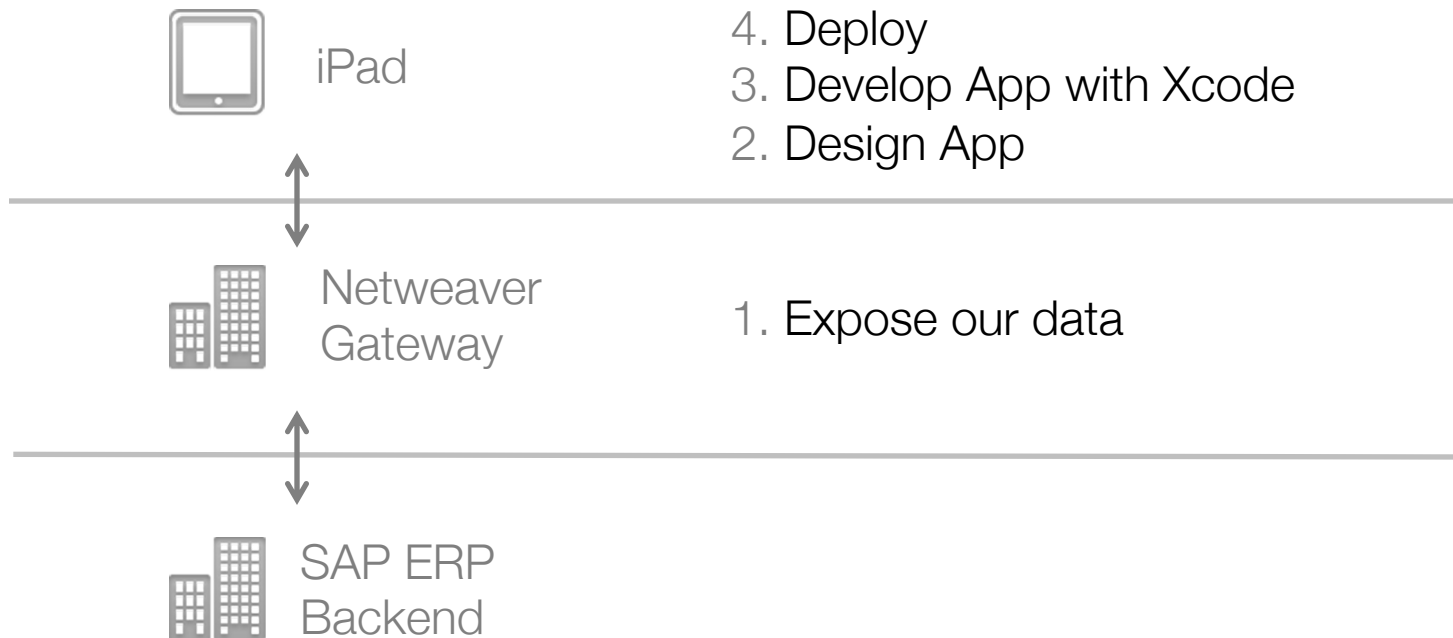 iPad
4. Deploy
3. Develop App with Xcode
2. Design App
Netweaver
Gateway
1. Expose our data
SAP ERP
Backend